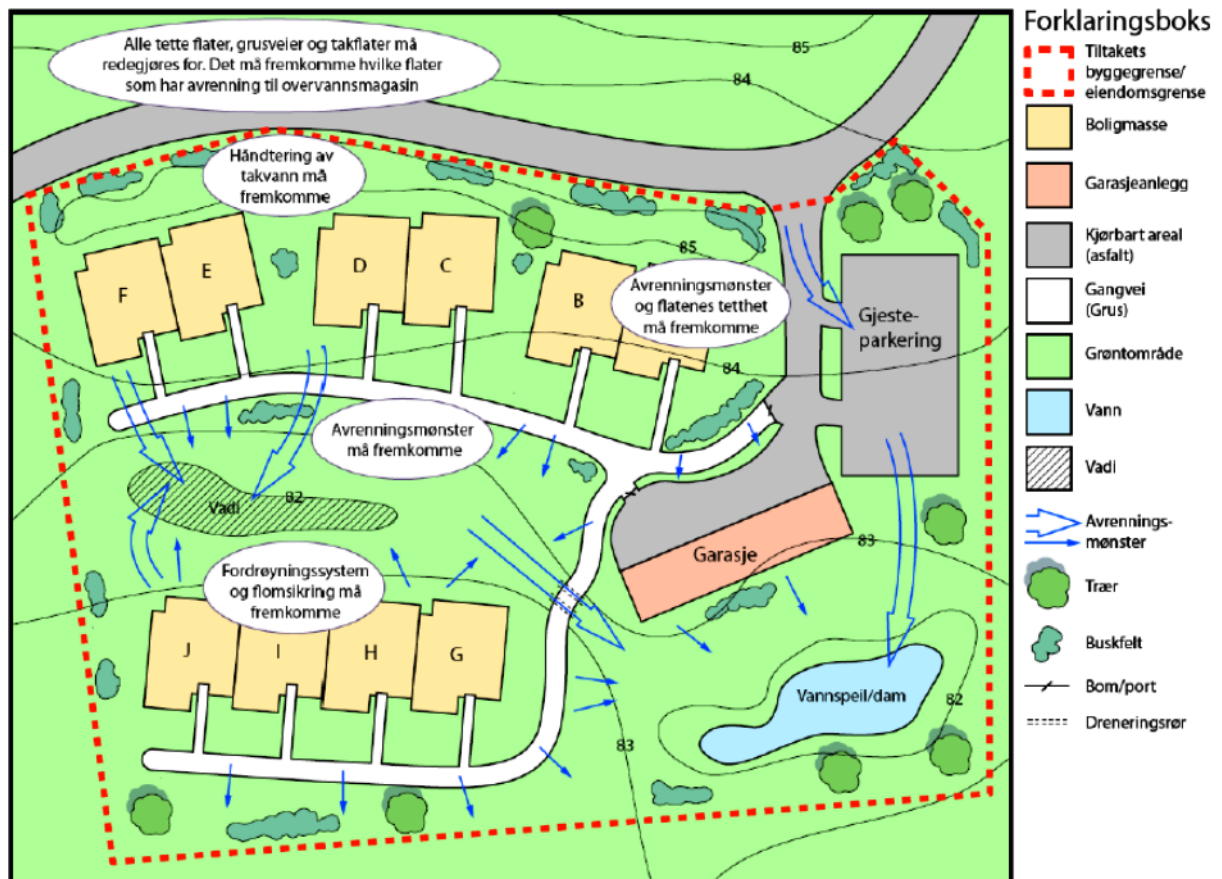 Alle tette flater, grusveier og takflater må
redegjøres for. Det må fremkomme hvilke flater
som har avrenning til overvannsmagasin
85
84
Håndtering av
takvann må
fremkomme
85
F
E
D
C
B
Avrenningsmønster
og flatenes tetthet
må fremkomme
84
Gjeste-
parkering
Avrenningsmønster
må fremkomme
Vadi
82
Garasje
83
Fordrøyningssystem
og flomsikring må
fremkomme
J
I
H
G
Vannspeil/dam
82
83
Forklaringsboks
Tiltakets
byggegrense/
eiendomsgrense
Boligmasse
Garasjeanlegg
Kjørbart areal
(asfalt)
Gangvei
(Grus)
Grøntområde
Vann
Vadi
Avrennings-
mønster
Trær
Buskfelt
Bom/port
Dreneringsrør